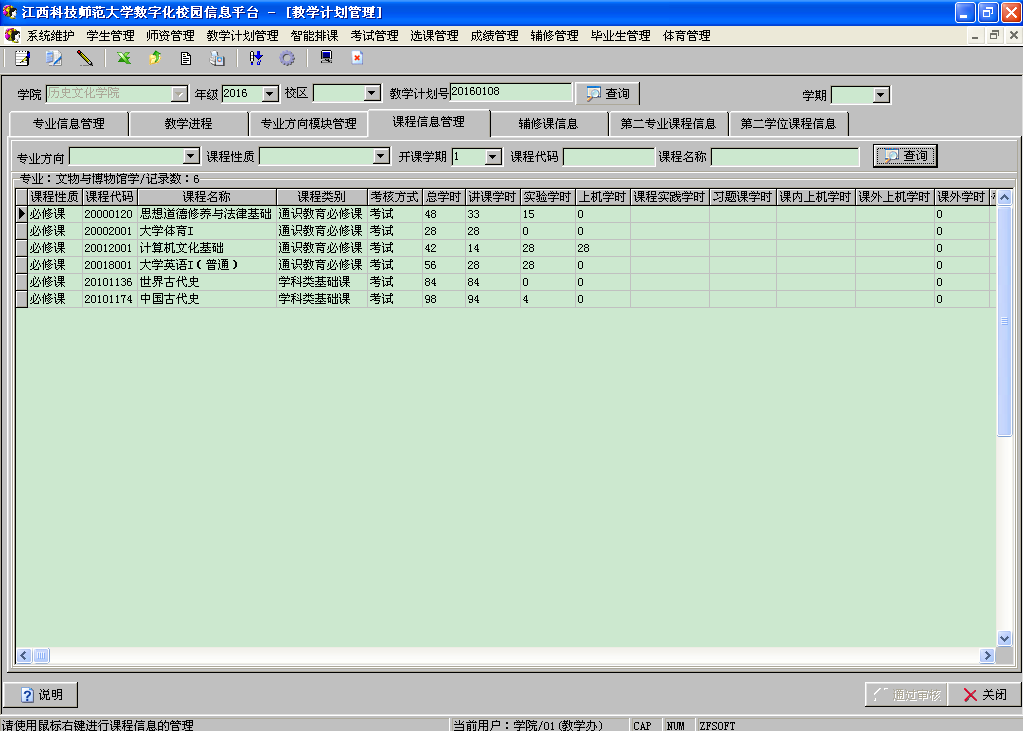 江西科技师范大学数字化校园信息平台 - [教学计划管理]
系统维护 学生管理 师资管理 教学计划管理 智能排课 考试管理 选课管理 成绩管理 辅修管理 毕业生管理 体育管理
学院 历史文化学院 年级 2016 校区 教学计划号 20160108 查询 学期
专业信息管理 教学进程 专业方向模块管理 课程信息管理 辅修课信息 第二专业课程信息 第二学位课程信息
专业方向 课程性质 开课学期 1 课程代码 课程名称 查询
专业：文物与博物馆学/记录数：6
课程性质 课程代码 课程名称 课程类别 考核方式 总学时 讲课学时 实验学时 上机学时 课程实践学时 习题课学时 课内上机学时 课外上机学时 课外学时
必修课 20000120 思想道德修养与法律基础 通识教育必修课 考试 48 33 15 0 0
必修课 20002001 大学体育I 通识教育必修课 考试 28 28 0 0 0
必修课 20012001 计算机文化基础 通识教育必修课 考试 42 14 28 28 0
必修课 20018001 大学英语I（普通） 通识教育必修课 考试 56 28 28 0 0
必修课 20101136 世界古代史 学科类基础课 考试 84 84 0 0 0
必修课 20101174 中国古代史 学科类基础课 考试 98 94 4 0 0
说明 通过审核 关闭
请使用鼠标右键进行课程信息的管理 当前用户：学院/01(教学办) CAP NUM ZFSOFT